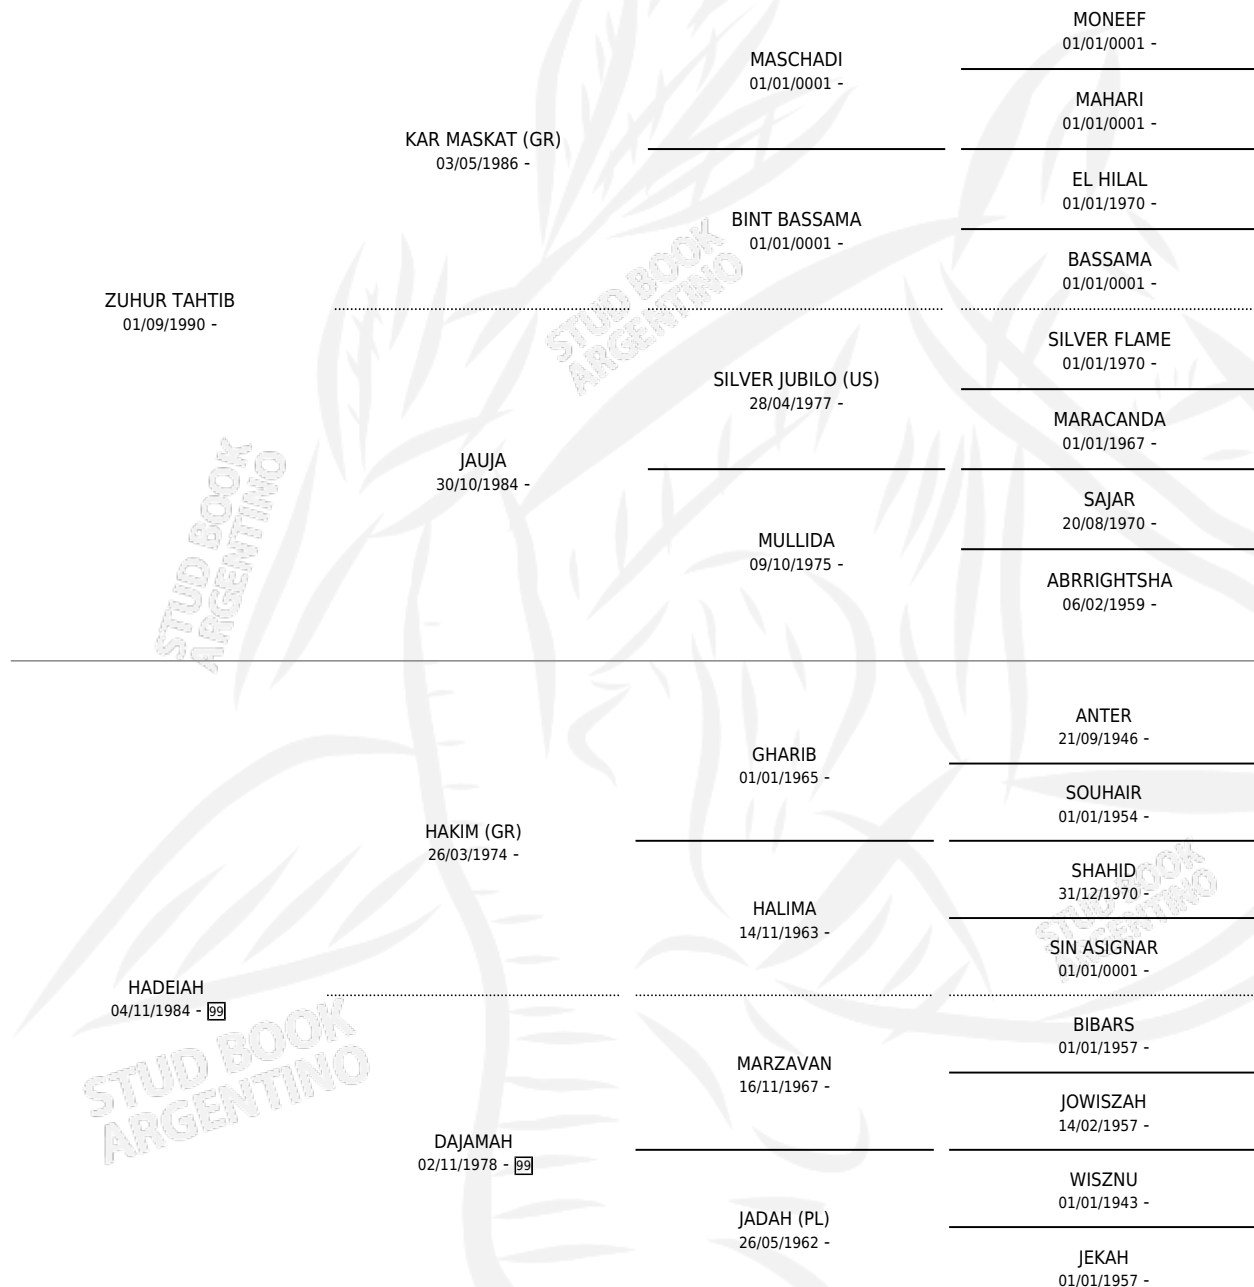 MONEEF
01/01/0001 -
MASCHADI
01/01/0001 -
MAHARI
01/01/0001 -
KAR MASKAT (GR)
03/05/1986 -
EL HILAL
01/01/1970 -
BINT BASSAMA
01/01/0001 -
BASSAMA
01/01/0001 -
ZUHUR TAHTIB
01/09/1990 -
SILVER FLAME
01/01/1970 -
SILVER JUBILO (US)
28/04/1977 -
MARACANDA
01/01/1967 -
JAUJA
30/10/1984 -
SAJAR
20/08/1970 -
MULLIDA
09/10/1975 -
ABRRIGHTSHA
06/02/1959 -
STUD BOOK
ARGENTINO
STUD BOOK
ARGENTINO
ANTER
21/09/1946 -
GHARIB
01/01/1965 -
SOUHAIR
01/01/1954 -
HAKIM (GR)
26/03/1974 -
SHAHID
31/12/1970 -
HALIMA
14/11/1963 -
SIN ASIGNAR
01/01/0001 -
HADEIAH
04/11/1984 - 99
BIBARS
01/01/1957 -
MARZAVAN
16/11/1967 -
JOWISZAH
14/02/1957 -
DAJAMAH
02/11/1978 - 99
WISZNU
01/01/1943 -
JADAH (PL)
26/05/1962 -
JEKAH
01/01/1957 -
STUD BOOK
ARGENTINO
STUD BOOK
ARGENTINO